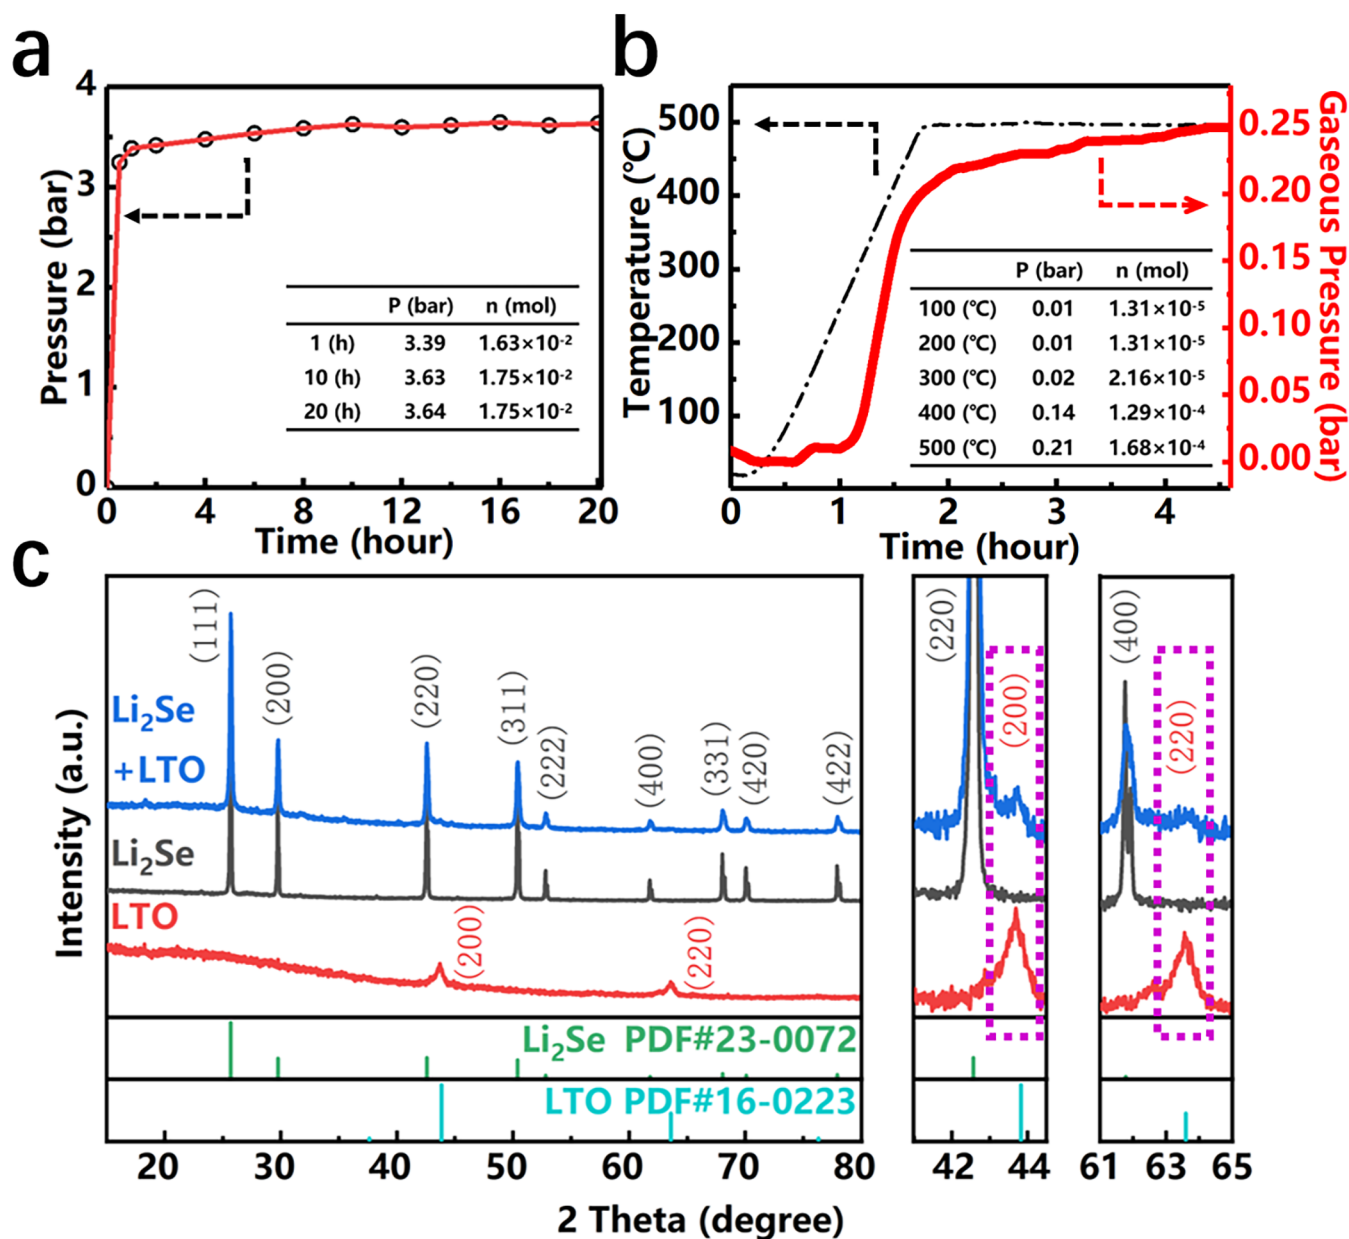 a
4
3
2
1
0
Pressure (bar)
P (bar) n (mol)
1 (h) 3.39 1.63×10-2
10 (h) 3.63 1.75×10-2
20 (h) 3.64 1.75×10-2
0 4 8 12 16 20
Time (hour)
b
500
400
300
200
100
Temperature (℃)
P (bar) n (mol)
100 (℃) 0.01 1.31×10-5
200 (℃) 0.01 1.31×10-5
300 (℃) 0.02 2.16×10-5
400 (℃) 0.14 1.29×10-4
500 (℃) 0.21 1.68×10-4
0.25
0.20
0.15
0.10
0.05
0.00
Gaseous Pressure (bar)
0 1 2 3 4
Time (hour)
c
Intensity (a.u.)
(111)
(200)
(220)
(311)
(222)
(400)
(331)
(420)
(422)
Li2Se
+LTO
Li2Se
LTO
(200)
(220)
Li2Se PDF#23-0072
LTO PDF#16-0223
20 30 40 50 60 70 80
(220)
(200)
42 44
(400)
(220)
61 63 65
2 Theta (degree)